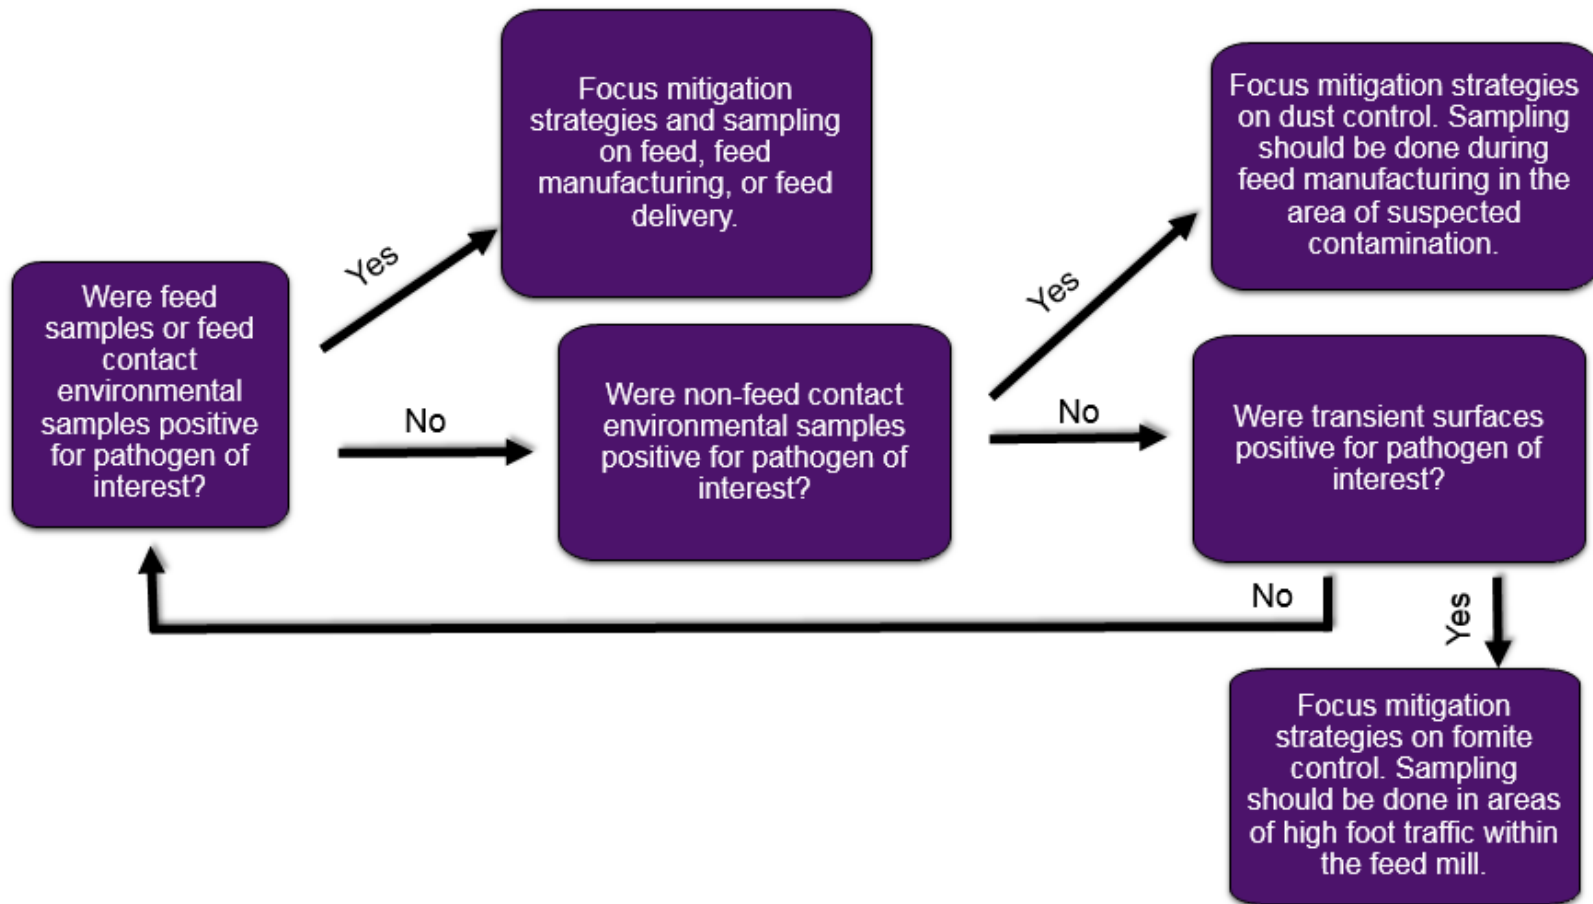 Were feed
samples or feed
contact
environmental
samples positive
for pathogen of
interest?
Yes
Focus mitigation
strategies and sampling
on feed, feed
manufacturing, or feed
delivery.
No
Were non-feed contact
environmental samples
positive for pathogen of
interest?
Yes
Focus mitigation strategies
on dust control. Sampling
should be done during
feed manufacturing in the
area of suspected
contamination.
No
Were transient surfaces
positive for pathogen of
interest?
No
Yes
Focus mitigation
strategies on fomite
control. Sampling
should be done in areas
of high foot traffic within
the feed mill.